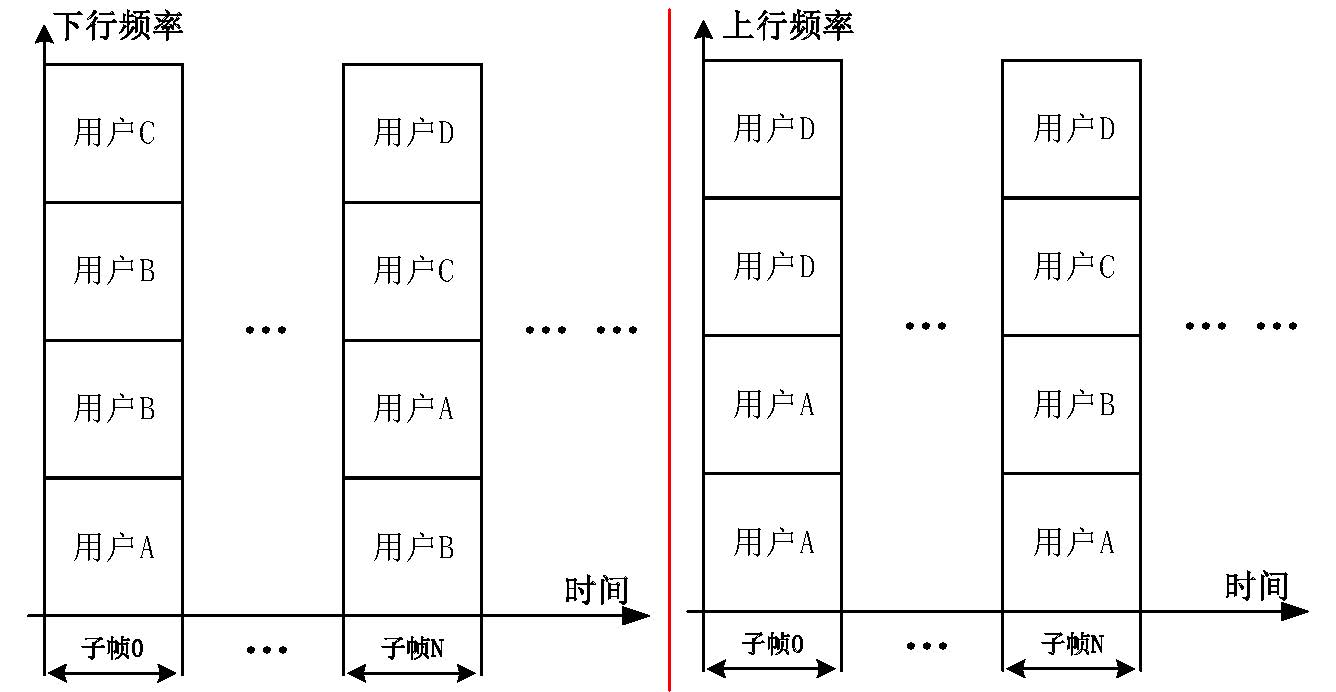 下行频率
用户C
用户D
用户B
用户C
… … …
用户B
用户A
用户A
用户B
时间
子帧0
…
子帧N
上行频率
用户D
用户D
用户D
用户C
… … …
用户A
用户B
用户A
用户A
时间
子帧0
…
子帧N